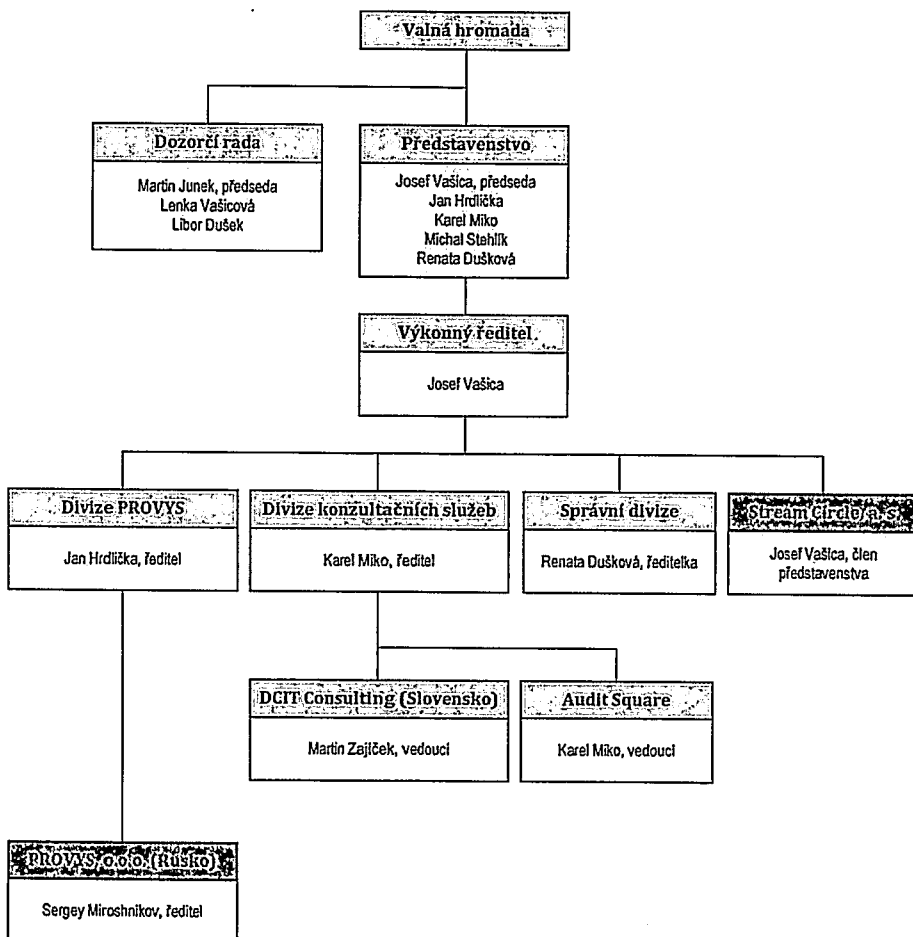 Valná hromada
Dozorčí rada
Martin Junek, předseda
Lenka Vašicová
Libor Dušek
Představenstvo
Josef Vašica, předseda
Jan Hrdlička
Karel Miko
Michal Stehlík
Renata Dušková
Výkonný ředitel
Josef Vašica
Divize PROVYS
Jan Hrdlička, ředitel
Divize konzultačních služeb
Karel Miko, ředitel
Správní divize
Renata Dušková, ředitelka
Stream Circle, a. s.
Josef Vašica, člen
představenstva
DCIT Consulting (Slovensko)
Martin Zajíček, vedoucí
Audit Square
Karel Miko, vedoucí
PROVYS o.o.o. (Rusko)
Sergey Miroshnikov, ředitel